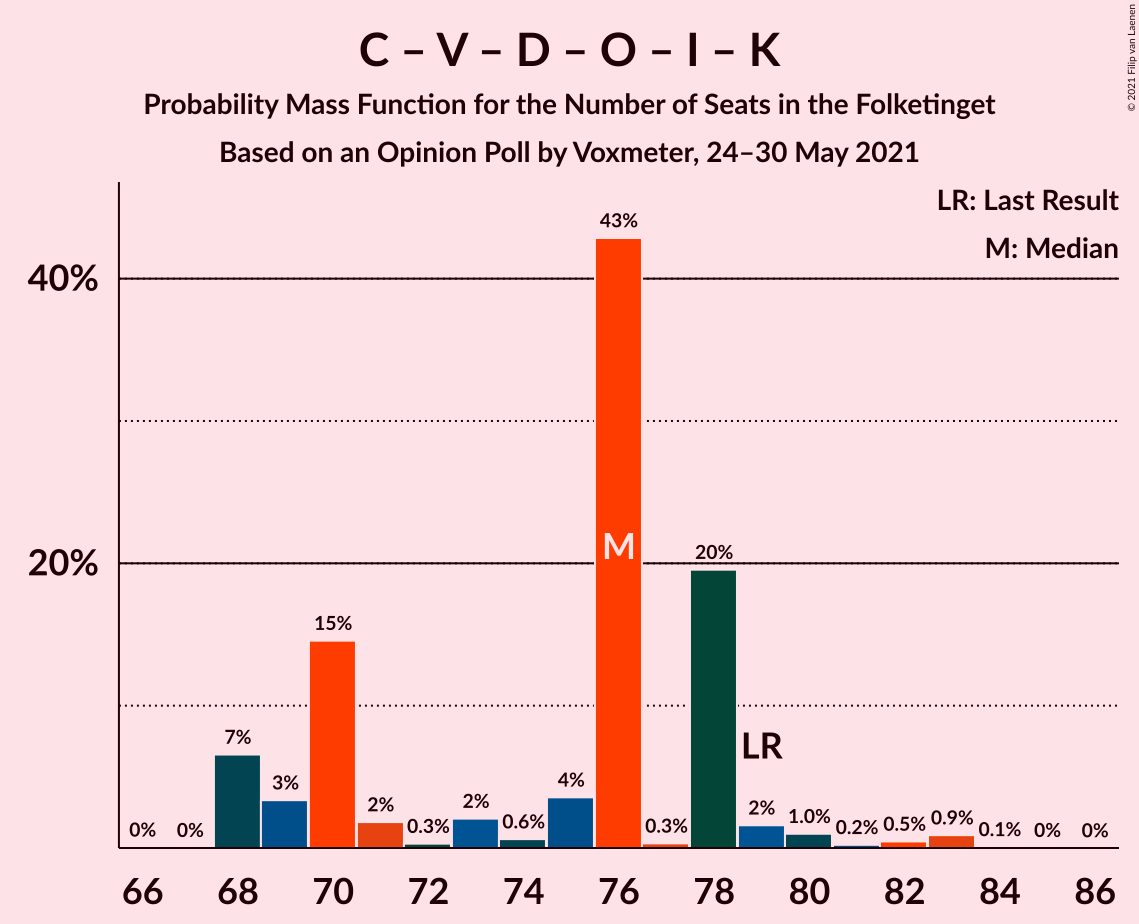 C – V – D – O – I – K
Probability Mass Function for the Number of Seats in the Folketinget
Based on an Opinion Poll by Voxmeter, 24–30 May 2021
© 2021 Filip van Laenen
LR: Last Result
M: Median
40%
20%
0%
0%
7%
3%
15%
2%
0.3%
2%
0.6%
4%
43%
M
0.3%
20%
LR
2%
1.0%
0.2%
0.5%
0.9%
0.1%
0%
0%
66 68 70 72 74 76 78 80 82 84 86